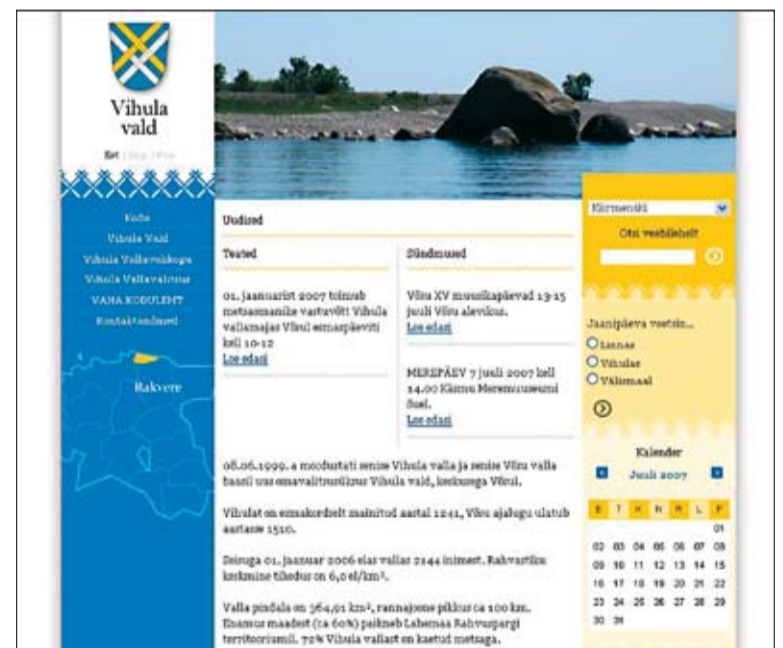 Vihula
vald
Est
Kodu
Vihula Vald
Vihula Vallavolikogu
Vihula Vallavalitsus
VANA KODULEHT
Kontaktandmed
Rakvere
Uudised
Teated
01. jaanuarist 2007 toimub
metsaomanike vastuvõtt Vihula
vallamajas Võsul esmaspäeviti
kell 10-12
Loe edasi
Sündmused
Võsu XV muusikapäevad 13-15
juuli Võsu alevikus.
Loe edasi
MEREPÄEV 7 juuli 2007 kell
14.00 Käsmu Meremuuseumi
õuel.
Loe edasi
08.06.1999. a moodustati senise Vihula valla ja senise Võsu valla
baasil uus omavalitsusüksus Vihula vald, keskusega Võsul.
Vihulat on esmakordselt mainitud aastal 1241, Võsu ajalugu ulatub
aastasse 1510.
Seisuga 01. jaanuar 2006 elas vallas 2144 inimest. Rahvastiku
keskmine tihedus on 6,0 el/km².
Valla pindala on 364,91 km², rannajoone pikkus ca 100 km.
Enamus maadest (ca 60%) paikneb Lahemaa Rahvuspargi
territooriumil. 72% Vihula vallast on kaetud metsaga.
Kiirmenüü
Otsi veebilehelt
Jaanipäeva veetsin...
Linnas
Vihulas
Välismaal
Kalender
Juuli 2007
E T K N R L P
01
02 03 04 05 06 07 08
09 10 11 12 13 14 15
16 17 18 19 20 21 22
23 24 25 26 27 28 29
30 31